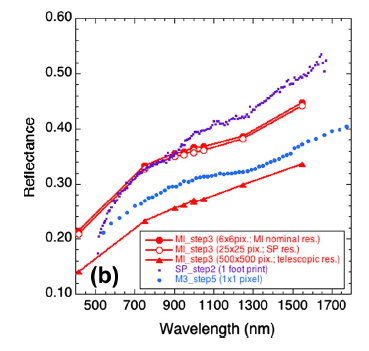 0.60
0.50
0.40
0.30
0.20
0.10
Reflectance
MI_step3 (6x6pix.; MI nominal res.)
MI_step3 (25x25 pix.; SP res.)
MI_step3 (500x500 pix.; telescopic res.)
SP_step2 (1 foot print)
M3_step5 (1x1 pixel)
(b)
500 700 900 1100 1300 1500 1700
Wavelength (nm)